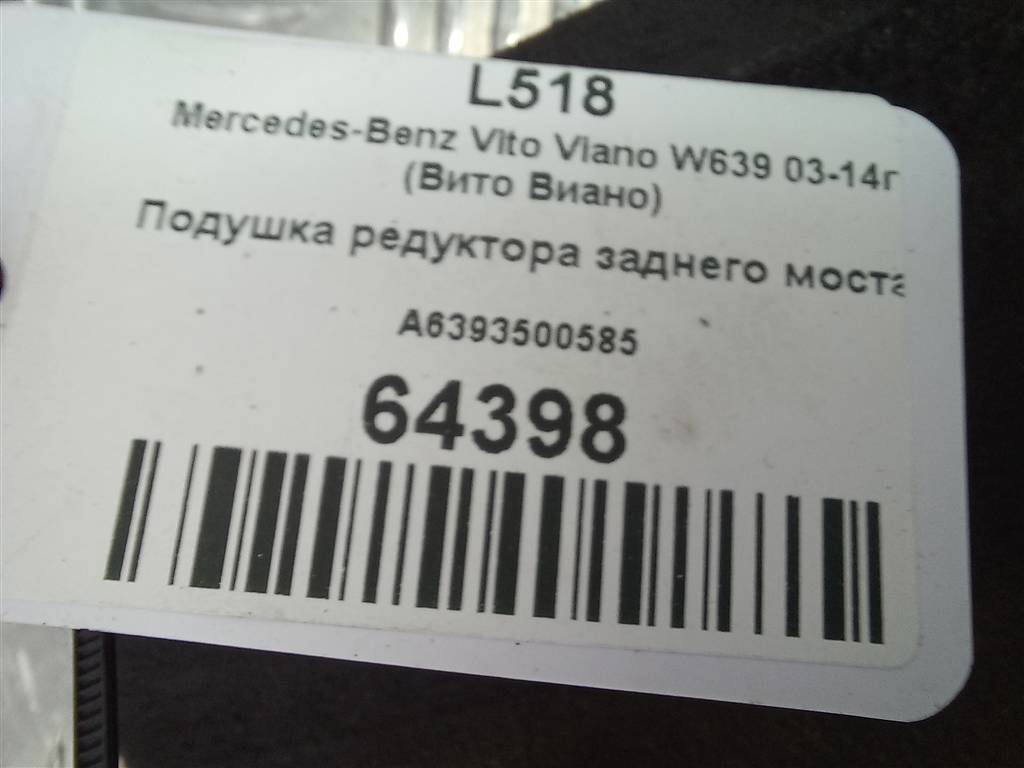 L518
Mercedes-Benz Vito Viano W639 03-14г
(Вито Виано)
Подушка редуктора заднего моста
A6393500585
64398